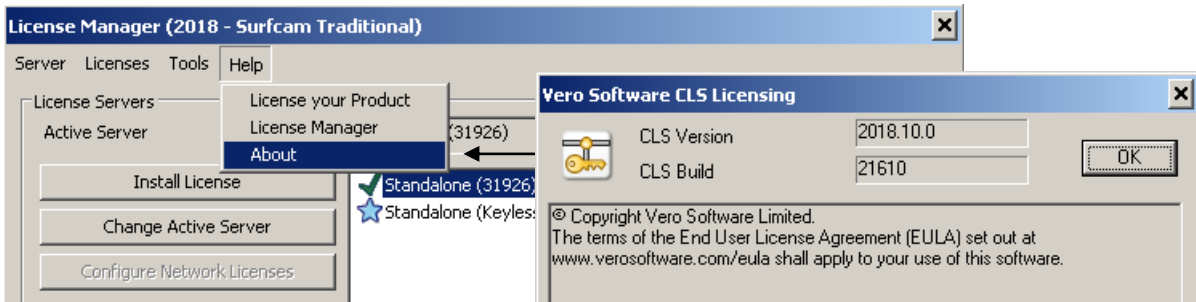 License Manager (2018 - Surfcam Traditional)
Server Licenses Tools Help
License Servers
Active Server
(31926)
Install License
Change Active Server
Configure Network Licenses
License your Product
License Manager
About
Standalone (31926)
Standalone (Keyless
Vero Software CLS Licensing
CLS Version 2018.10.0
CLS Build 21610
OK
© Copyright Vero Software Limited.
The terms of the End User License Agreement (EULA) set out at
www.verosoftware.com/eula shall apply to your use of this software.